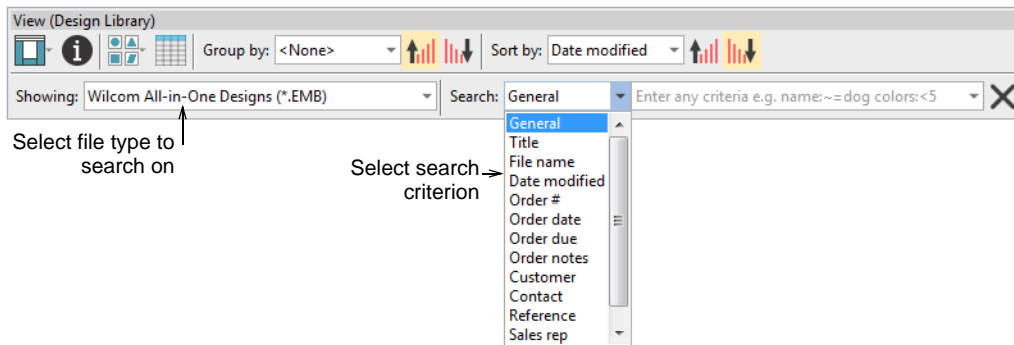 View (Design Library)
Group by: <None> Sort by: Date modified
Showing: Wilcom All-in-One Designs (*.EMB) Search: General Enter any criteria e.g. name:~=dog colors:<5
Select file type to
search on
Select search
criterion
General
Title
File name
Date modified
Order #
Order date
Order due
Order notes
Customer
Contact
Reference
Sales rep